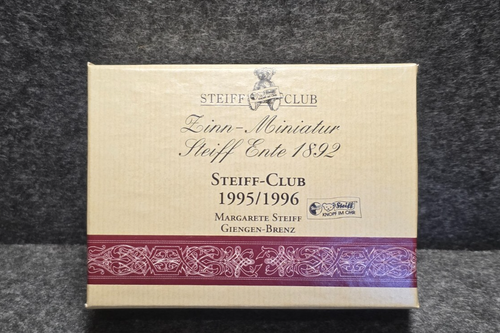 STEIFF CLUB
Zinn-Miniatur
Steiff Ente 1892
STEIFF-CLUB
1995/1996
MARGARETE STEIFF
GIENGEN-BRENZ
Steiff
KNOPF IM OHR